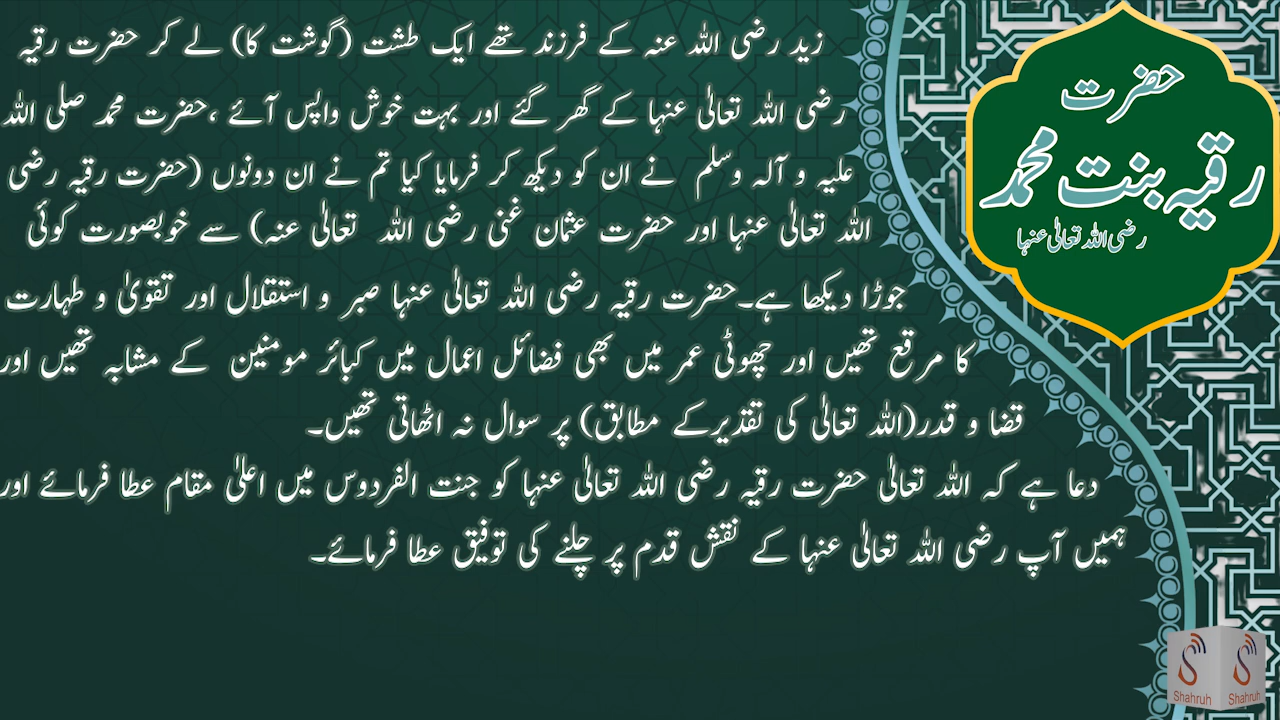 حضرت
رقیہ بنت محمد
رضی اللہ تعالیٰ عنہا
زید رضی اللہ عنہ کے فرزند تھے ایک طشت (گوشت کا) لے کر حضرت رقیہ
رضی اللہ تعالیٰ عنہا کے گھر گئے اور بہت خوش واپس آئے ،حضرت محمد صلی اللہ
علیہ و آلہ وسلم نے ان کو دیکھ کر فرمایا کیا تم نے ان دونوں (حضرت رقیہ رضی
اللہ تعالیٰ عنہا اور حضرت عثمان غنی رضی اللہ تعالیٰ عنہ) سے خوبصورت کوئی
جوڑا دیکھا ہے۔حضرت رقیہ رضی اللہ تعالیٰ عنہا صبر و استقلال اور تقویٰ و طہارت
کا مرقع تھیں اور چھوٹی عمر میں بھی فضائل اعمال میں کبائر مومنین کے مشابہ تھیں اور
قضا و قدر(اللہ تعالیٰ کی تقدیرکے مطابق) پر سوال نہ اٹھاتی تھیں۔
دعا ہے کہ اللہ تعالیٰ حضرت رقیہ رضی اللہ تعالیٰ عنہا کو جنت الفردوس میں اعلیٰ مقام عطا فرمائے اور
ہمیں آپ رضی اللہ تعالیٰ عنہا کے نقش قدم پر چلنے کی توفیق عطا فرمائے۔
Shahruh
Shahruh